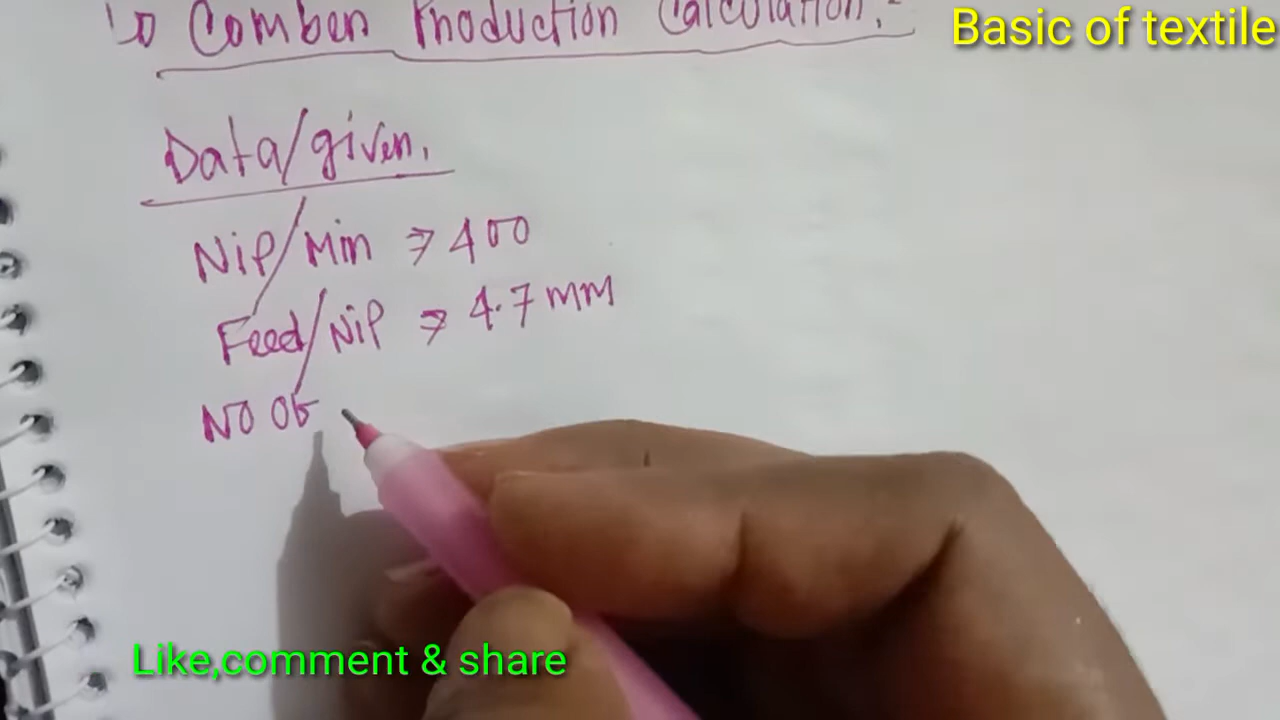 Comber Production Calculation:-
Basic of textile
Data/given,
Nip/Min ⇒ 400
Feed/Nip ⇒ 4.7 mm
No Of
Like,comment & share